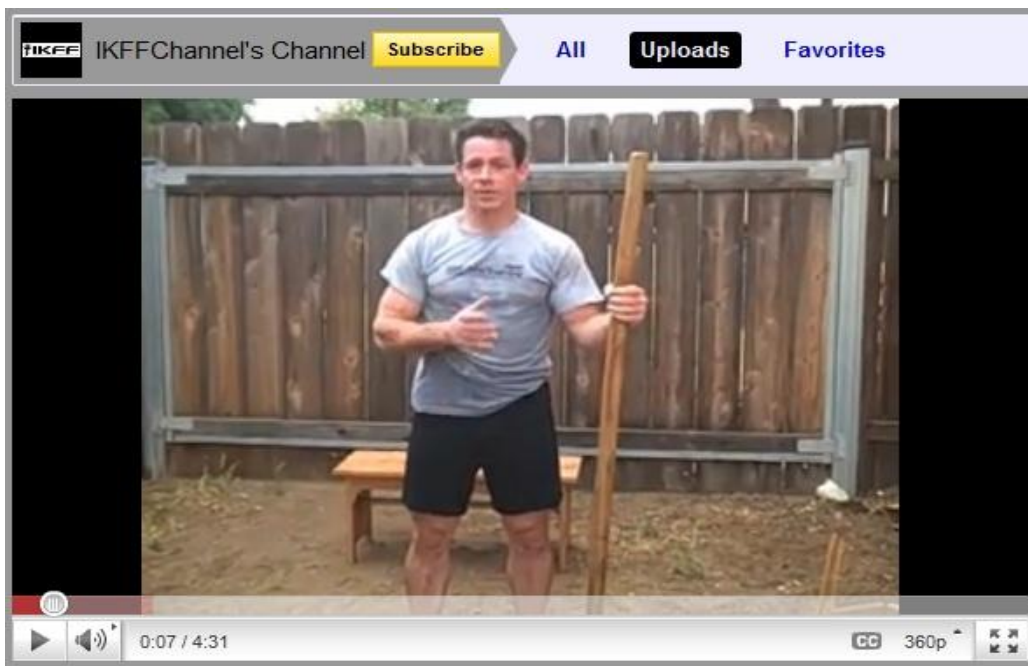 IKFF IKFFChannel's Channel Subscribe All Uploads Favorites
0:07 / 4:31 CC 360p